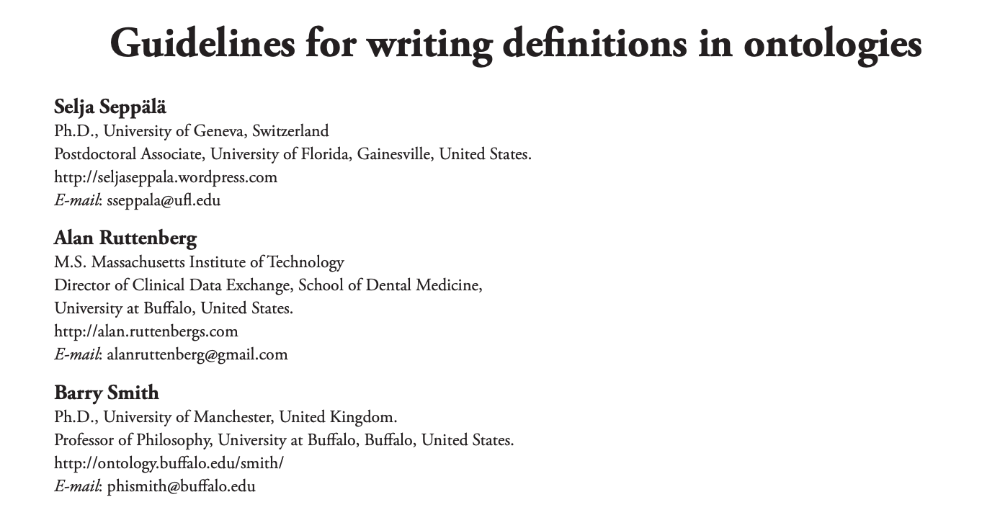 Guidelines for writing definitions in ontologies
Selja Seppälä
Ph.D., University of Geneva, Switzerland
Postdoctoral Associate, University of Florida, Gainesville, United States.
http://seljaseppala.wordpress.com
E-mail: sseppala@ufl.edu
Alan Ruttenberg
M.S. Massachusetts Institute of Technology
Director of Clinical Data Exchange, School of Dental Medicine,
University at Buffalo, United States.
http://alan.ruttenbergs.com
E-mail: alanruttenberg@gmail.com
Barry Smith
Ph.D., University of Manchester, United Kingdom.
Professor of Philosophy, University at Buffalo, Buffalo, United States.
http://ontology.buffalo.edu/smith/
E-mail: phismith@buffalo.edu